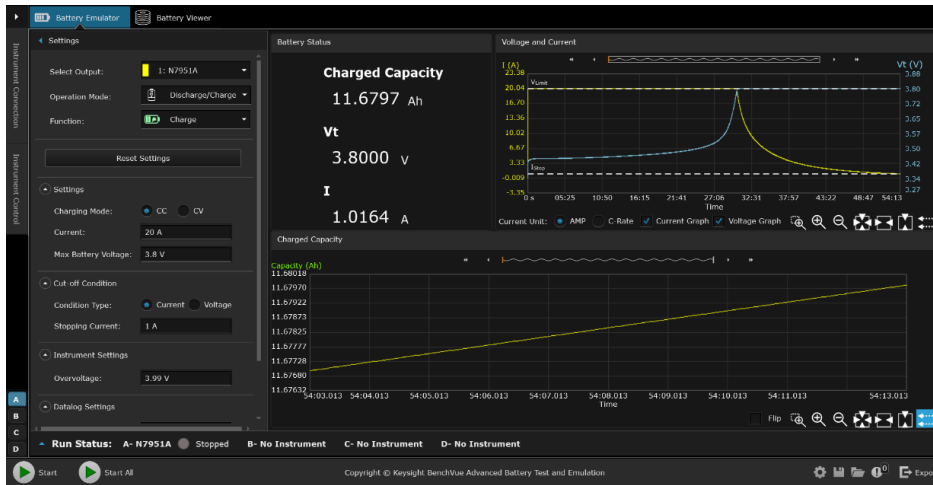 Battery Emulator
Battery Viewer
Instrument Connection
Instrument Control
A
B
C
D
Settings
Select Output: 1: N7951A
Operation Mode: Discharge/Charge
Function: Charge
Reset Settings
Settings
Charging Mode: CC CV
Current: 20 A
Max Battery Voltage: 3.8 V
Cut-off Condition
Condition Type: Current Voltage
Stopping Current: 1 A
Instrument Settings
Overvoltage: 3.99 V
Datalog Settings
Battery Status
Charged Capacity
11.6797 Ah
Vt
3.8000 V
I
1.0164 A
Voltage and Current
I (A) Vt (V)
23.38 3.88
20.04 VLimit 3.80
16.70 3.72
13.36 3.65
10.02 3.57
6.67 3.50
3.33 3.42
IStop
-0.009 3.34
-3.35 3.27
0 s 05:25 10:50 16:15 21:41 27:06 32:31 37:57 43:22 48:47 54:13
Time
Current Unit: AMP C-Rate Current Graph Voltage Graph
Charged Capacity
Capacity (Ah)
11.68018
11.67970
11.67922
11.67873
11.67825
11.67777
11.67728
11.67680
11.67632
54:03.013 54:04.013 54:05.013 54:06.013 54:07.013 54:08.013 54:09.013 54:10.013 54:11.013 54:13.013
Time
Flip
Run Status: A- N7951A Stopped B- No Instrument C- No Instrument D- No Instrument
Start Start All Copyright © Keysight BenchVue Advanced Battery Test and Emulation 0 Expo